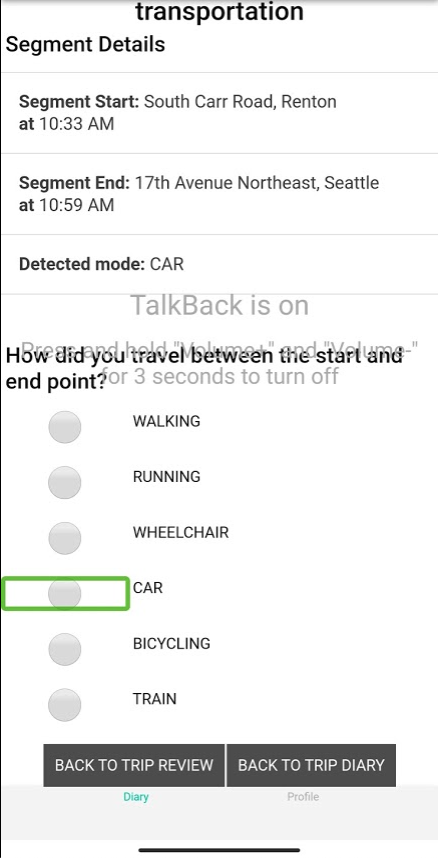 transportation
Segment Details
Segment Start: South Carr Road, Renton
at 10:33 AM
Segment End: 17th Avenue Northeast, Seattle
at 10:59 AM
Detected mode: CAR
TalkBack is on
Press and hold "Volume+" and "Volume-"
How did you travel between the start and
for 3 seconds to turn off
end point?
WALKING
RUNNING
WHEELCHAIR
CAR
BICYCLING
TRAIN
BACK TO TRIP REVIEW BACK TO TRIP DIARY
Diary Profile